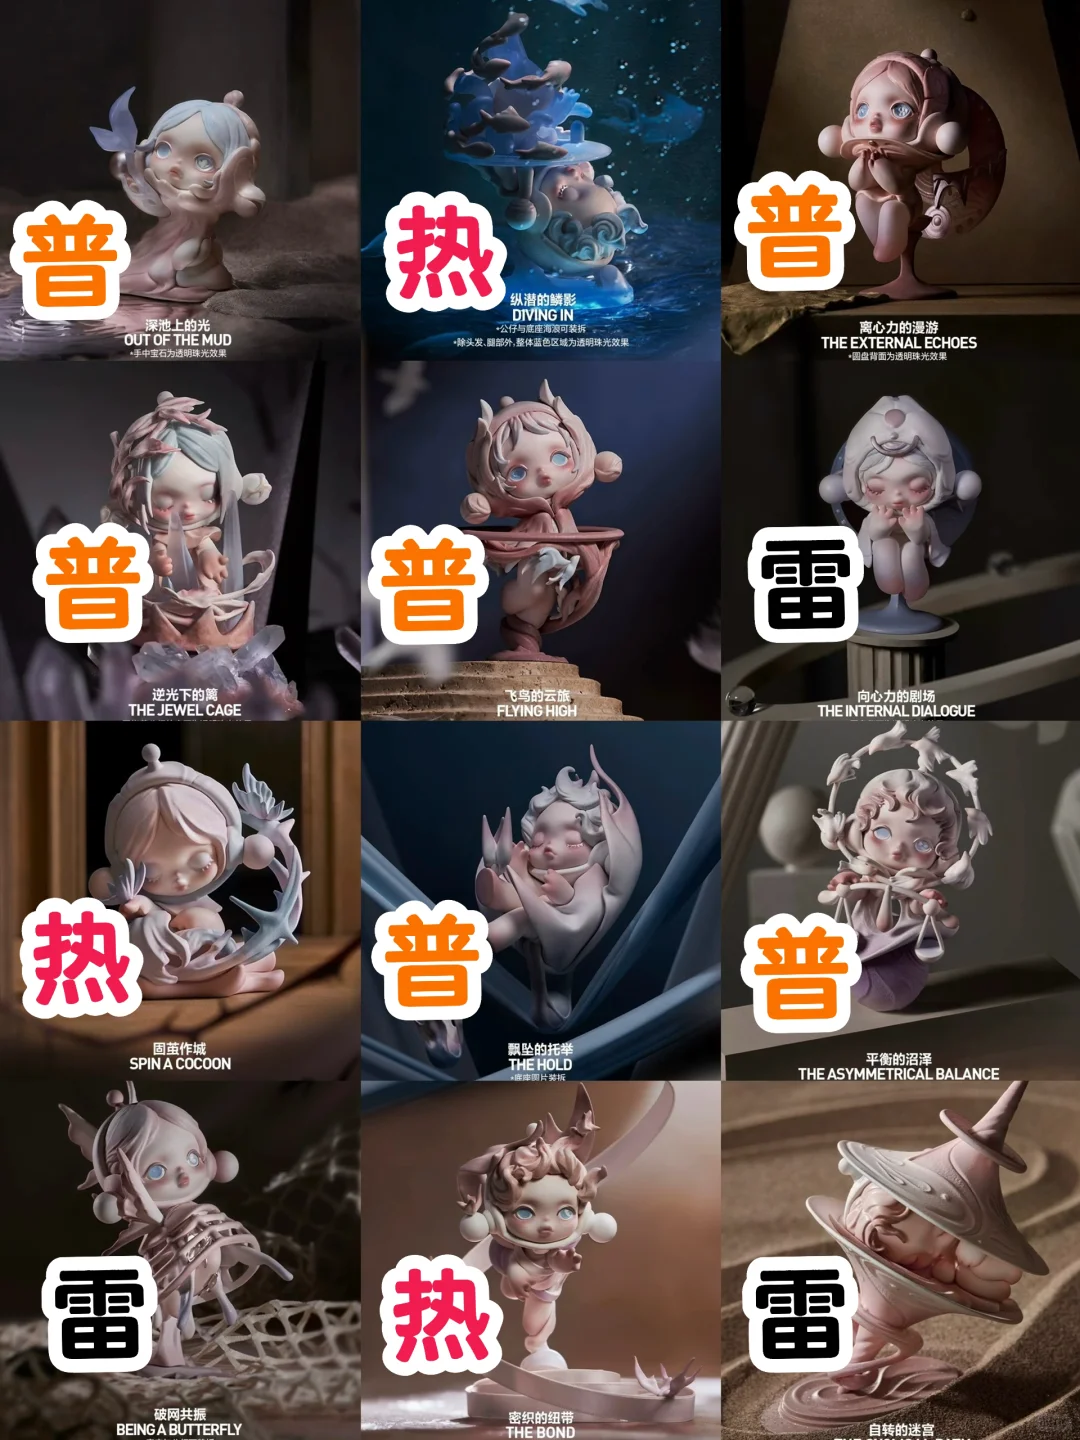 普
深池上的光
OUT OF THE MUD
*手中宝石为透明珠光效果
热
纵潜的鳞影
DIVING IN
*公仔与底座海浪可装拆
*除头发、腿部外,整体蓝色区域为透明珠光效果
普
离心力的漫游
THE EXTERNAL ECHOES
*圆盘背面为透明珠光效果
普
逆光下的篱
THE JEWEL CAGE
普
飞鸟的云旅
FLYING HIGH
雷
向心力的剧场
THE INTERNAL DIALOGUE
热
固茧作城
SPIN A COCOON
普
飘坠的托举
THE HOLD
*底座圆片装拆
普
平衡的沼泽
THE ASYMMETRICAL BALANCE
雷
破网共振
BEING A BUTTERFLY
热
密织的纽带
THE BOND
雷
自转的迷宫